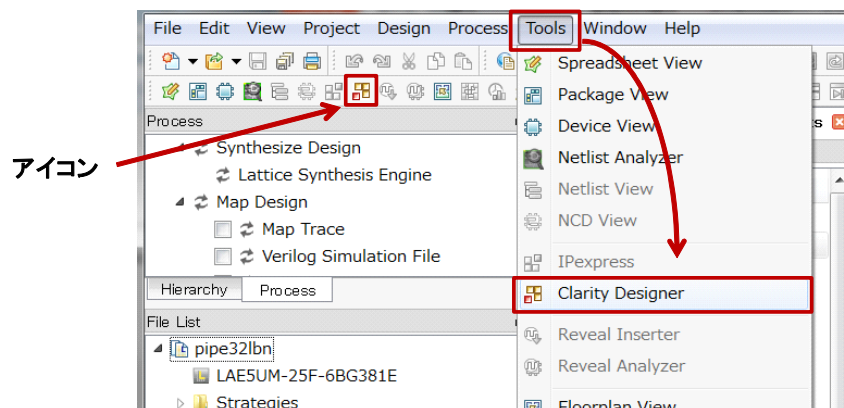 File Edit View Project Design Process Tools Window Help
Spreadsheet View
Package View
Device View
Netlist Analyzer
Netlist View
NCD View
IPexpress
Clarity Designer
Reveal Inserter
Reveal Analyzer
Floorplan View
アイコン
Process
Synthesize Design
Lattice Synthesis Engine
Map Design
Map Trace
Verilog Simulation File
Hierarchy Process
File List
pipe32lbn
LAE5UM-25F-6BG381E
Strategies